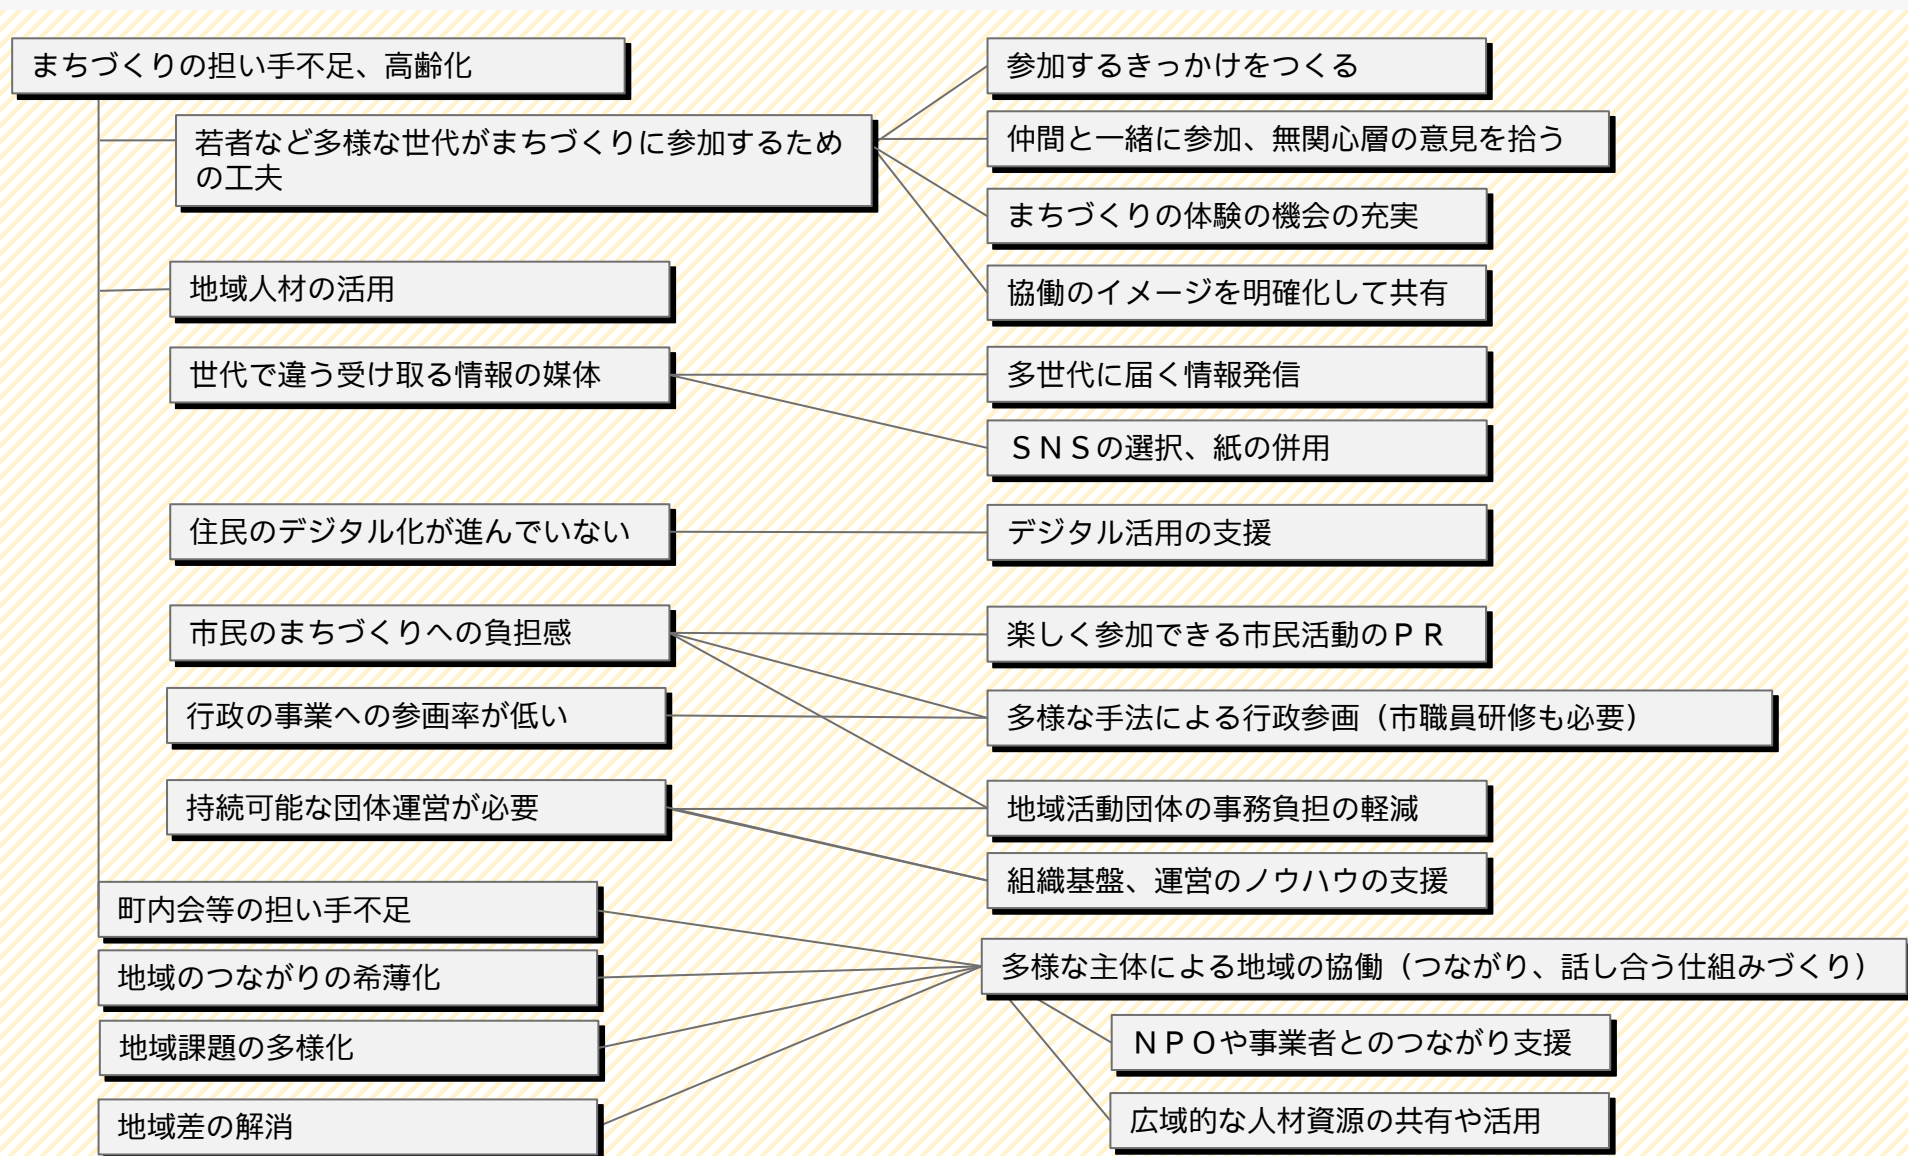 まちづくりの担い手不足、高齢化
若者など多様な世代がまちづくりに参加するため
の工夫
地域人材の活用
世代で違う受け取る情報の媒体
住民のデジタル化が進んでいない
市民のまちづくりへの負担感
行政の事業への参画率が低い
持続可能な団体運営が必要
町内会等の担い手不足
地域のつながりの希薄化
地域課題の多様化
地域差の解消
参加するきっかけをつくる
仲間と一緒に参加、無関心層の意見を拾う
まちづくりの体験の機会の充実
協働のイメージを明確化して共有
多世代に届く情報発信
ＳＮＳの選択、紙の併用
デジタル活用の支援
楽しく参加できる市民活動のＰＲ
多様な手法による行政参画（市職員研修も必要）
地域活動団体の事務負担の軽減
組織基盤、運営のノウハウの支援
多様な主体による地域の協働（つながり、話し合う仕組みづくり）
ＮＰＯや事業者とのつながり支援
広域的な人材資源の共有や活用